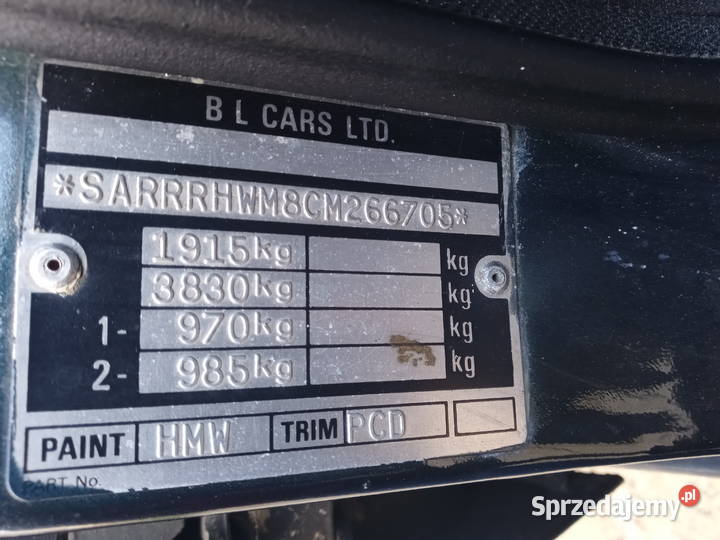 B L CARS LTD.
*SARRRHWM8CM266705*
1915kg kg
3830kg kg
1- 970kg kg
2- 985kg kg
PAINT HMW TRIM PCD
PART No.
Sprzedajemy.pl